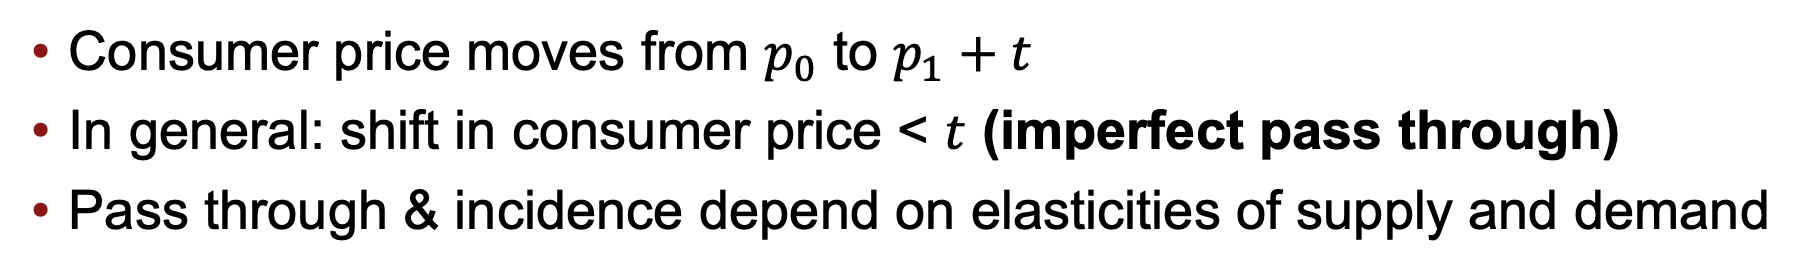 • Consumer price moves from p₀ to p₁ + t
• In general: shift in consumer price < t (imperfect pass through)
• Pass through & incidence depend on elasticities of supply and demand